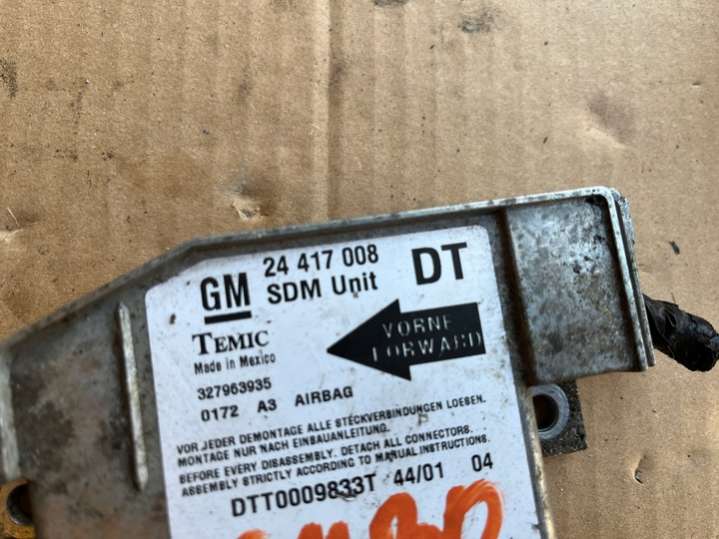 GM 24 417 008 DT
SDM Unit
TEMIC
Made in Mexico
VORNE
FORWARD
327963935
0172 A3 AIRBAG
VOR JEDER DEMONTAGE ALLE STECKVERBINDUNGEN LOESEN.
MONTAGE NUR NACH EINBAUANLEITUNG.
BEFORE EVERY DISASSEMBLY. DETACH ALL CONNECTORS.
ASSEMBLY STRICTLY ACCORDING TO MANUAL INSTRUCTIONS.
DTT0009833T 44/01 04